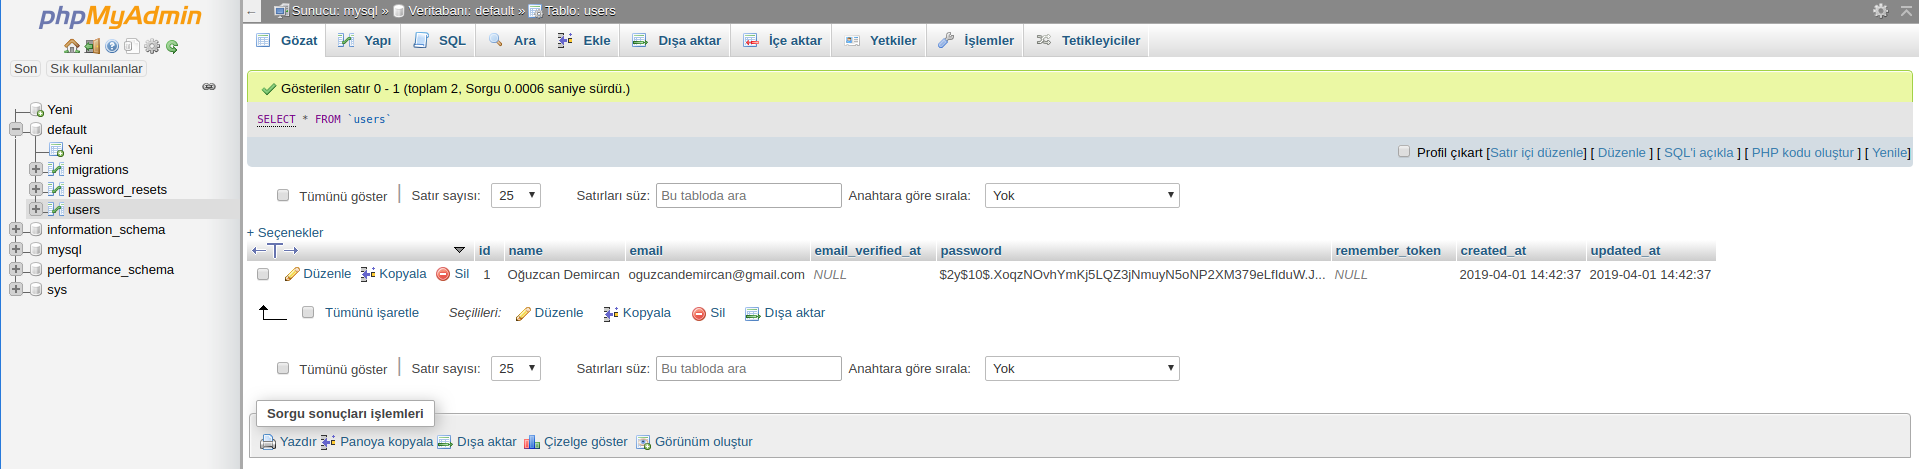 phpMyAdmin
Son Sık kullanılanlar
Yeni
default
Yeni
migrations
password_resets
users
information_schema
mysql
performance_schema
sys
← Sunucu: mysql » Veritabanı: default » Tablo: users
Gözat Yapı SQL Ara Ekle Dışa aktar İçe aktar Yetkiler İşlemler Tetikleyiciler
Gösterilen satır 0 - 1 (toplam 2, Sorgu 0.0006 saniye sürdü.)
SELECT * FROM `users`
Profil çıkart [Satır içi düzenle] [ Düzenle ] [ SQL'i açıkla ] [ PHP kodu oluştur ] [ Yenile]
Tümünü göster | Satır sayısı: 25 Satırları süz: Bu tabloda ara Anahtara göre sırala: Yok
+ Seçenekler
←T→ id name email email_verified_at password remember_token created_at updated_at
Düzenle Kopyala Sil 1 Oğuzcan Demircan oguzcandemircan@gmail.com NULL $2y$10$.XoqzNOvhYmKj5LQZ3jNmuyN5oNP2XM379eLflduW.J... NULL 2019-04-01 14:42:37 2019-04-01 14:42:37
Tümünü işaretle Seçilileri: Düzenle Kopyala Sil Dışa aktar
Tümünü göster | Satır sayısı: 25 Satırları süz: Bu tabloda ara Anahtara göre sırala: Yok
Sorgu sonuçları işlemleri
Yazdır Panoya kopyala Dışa aktar Çizelge göster Görünüm oluştur